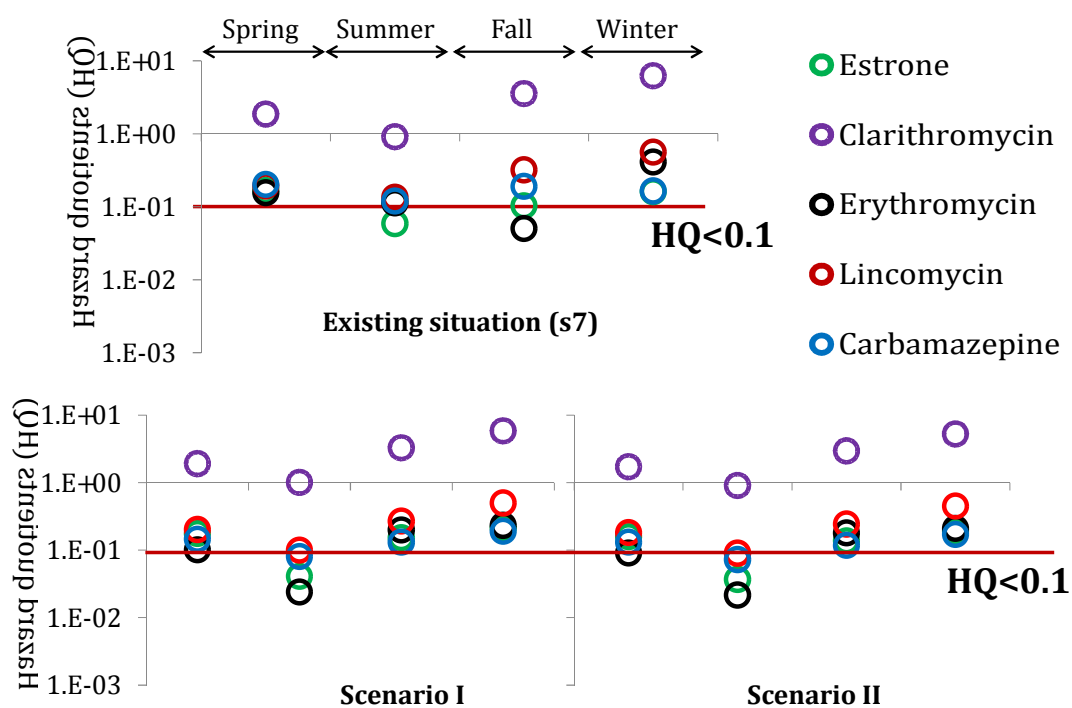 Spring Summer Fall Winter
Hazard quotients (HQ)
1.E+01
1.E+00
1.E-01
1.E-02
1.E-03
HQ<0.1
Existing situation (s7)
Estrone
Clarithromycin
Erythromycin
Lincomycin
Carbamazepine
Hazard quotients (HQ)
1.E+01
1.E+00
1.E-01
1.E-02
1.E-03
HQ<0.1
Scenario I
Scenario II